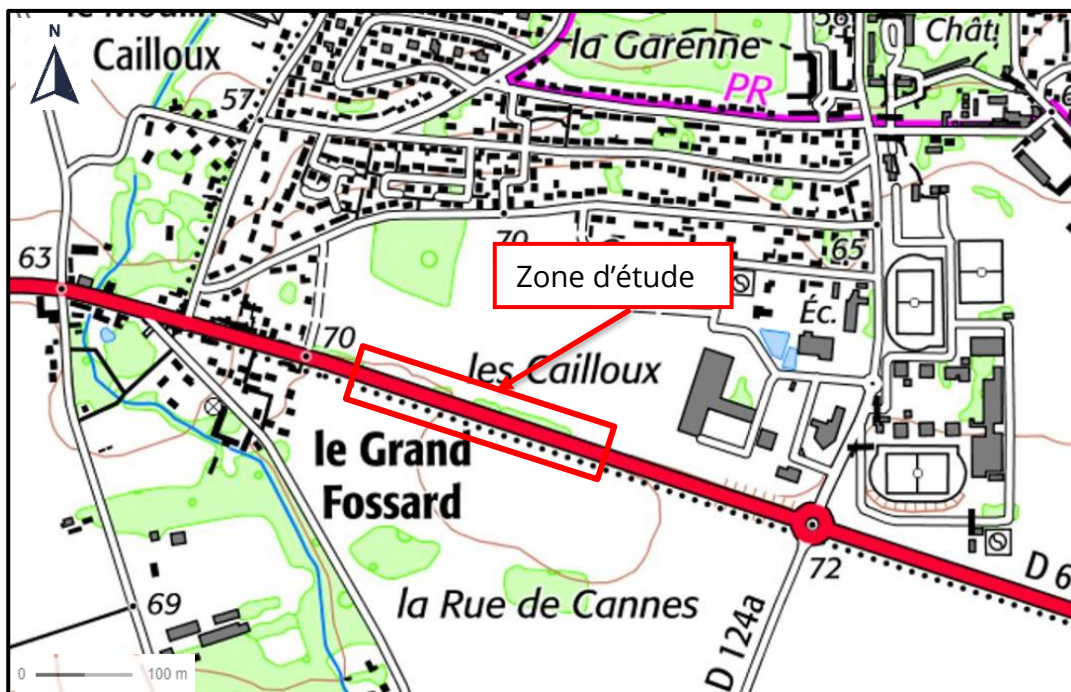 N
Cailloux
57
la Garenne
PR
Chât.
63
70
65
Zone d'étude
Éc.
70
les Cailloux
le Grand
Fossard
72
D 6
69
la Rue de Cannes
D 124a
0 100 m